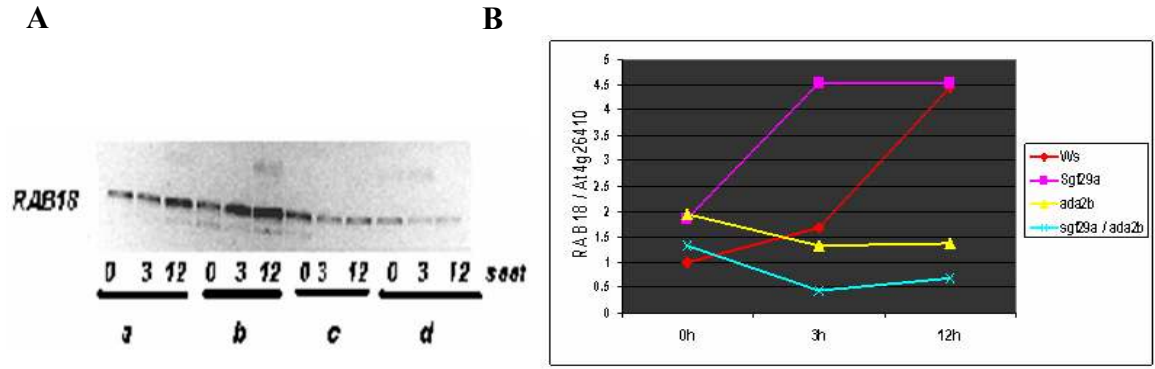 A
B
RAB18
0 3 12 0 3 12 0 3 12 0 3 12 saat
a b c d
RAB18 / At4g26410
5
4.5
4
3.5
3
2.5
2
1.5
1
0.5
0
0h 3h 12h
Ws
Sgf29a
ada2b
sgf29a / ada2b